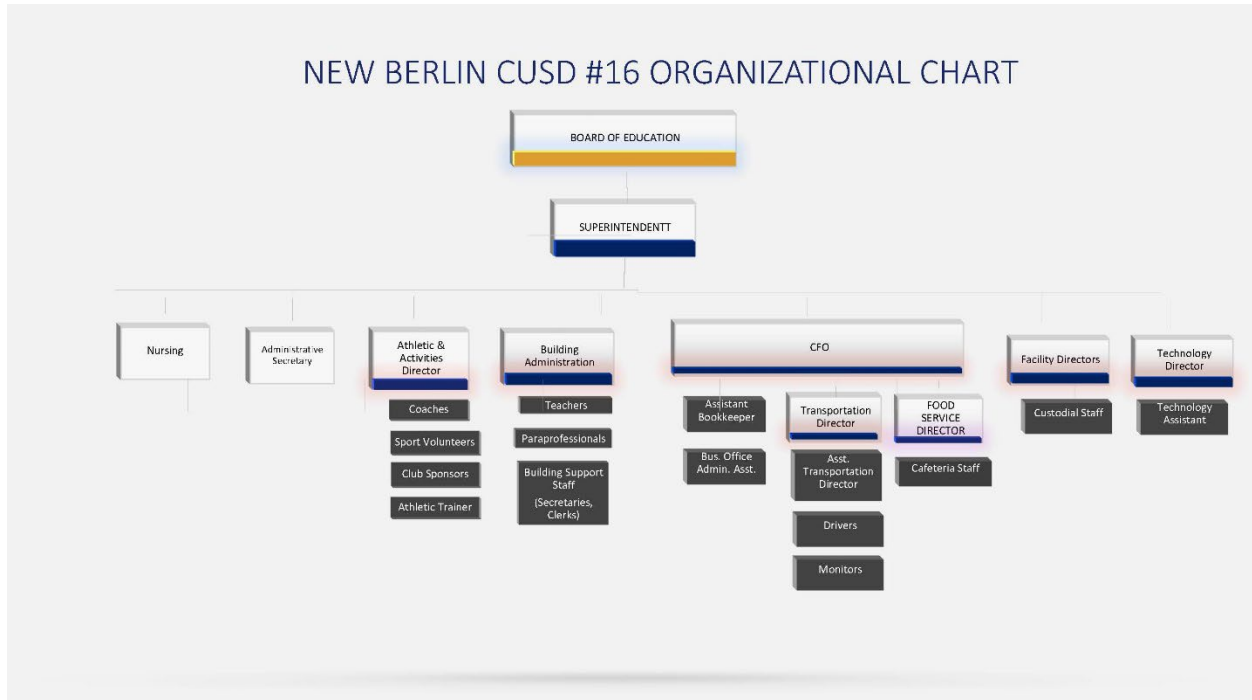 NEW BERLIN CUSD #16 ORGANIZATIONAL CHART
BOARD OF EDUCATION
SUPERINTENDENTT
Nursing
Administrative
Secretary
Athletic &
Activities
Director
Coaches
Sport Volunteers
Club Sponsors
Athletic Trainer
Building
Administration
Teachers
Paraprofessionals
Building Support
Staff
(Secretaries,
Clerks)
CFO
Assistant
Bookkeeper
Bus. Office
Admin. Asst.
Transportation
Director
Asst.
Transportation
Director
Drivers
Monitors
FOOD
SERVICE
DIRECTOR
Cafeteria Staff
Facility Directors
Custodial Staff
Technology
Director
Technology
Assistant